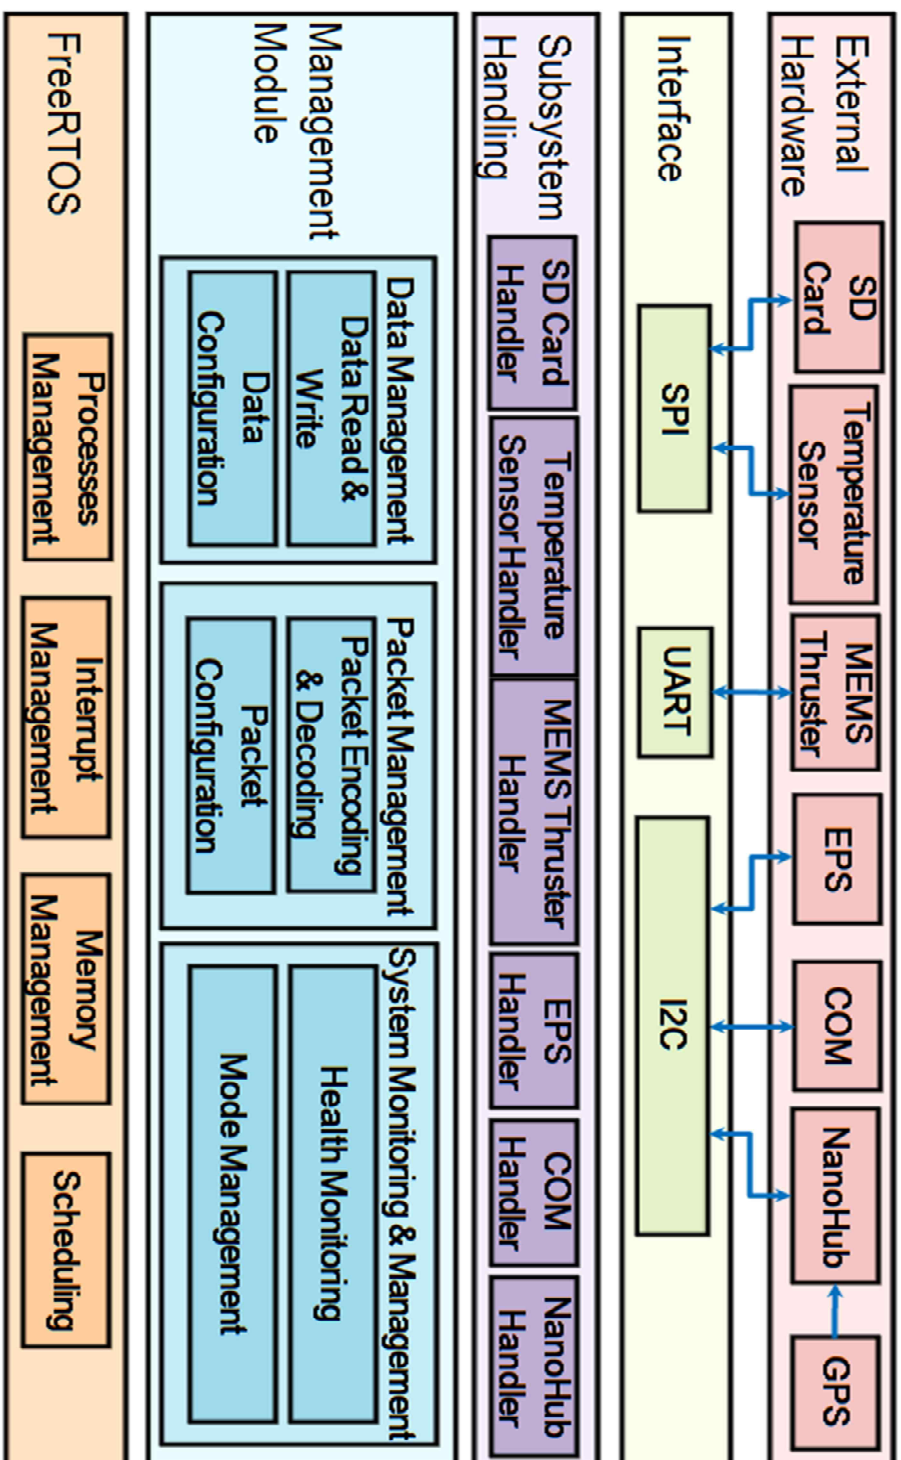 External
Hardware
SD
Card
Temperature
Sensor
MEMS
Thruster
EPS
COM
NanoHub
GPS
Interface
SPI
UART
I2C
Subsystem
Handling
SD Card
Handler
Temperature
Sensor Handler
MEMS Thruster
Handler
EPS
Handler
COM
Handler
NanoHub
Handler
Management
Module
Data Management
Data Read &
Write
Data
Configuration
Packet Management
Packet Encoding
& Decoding
Packet
Configuration
System Monitoring & Management
Health Monitoring
Mode Management
FreeRTOS
Processes
Management
Interrupt
Management
Memory
Management
Scheduling